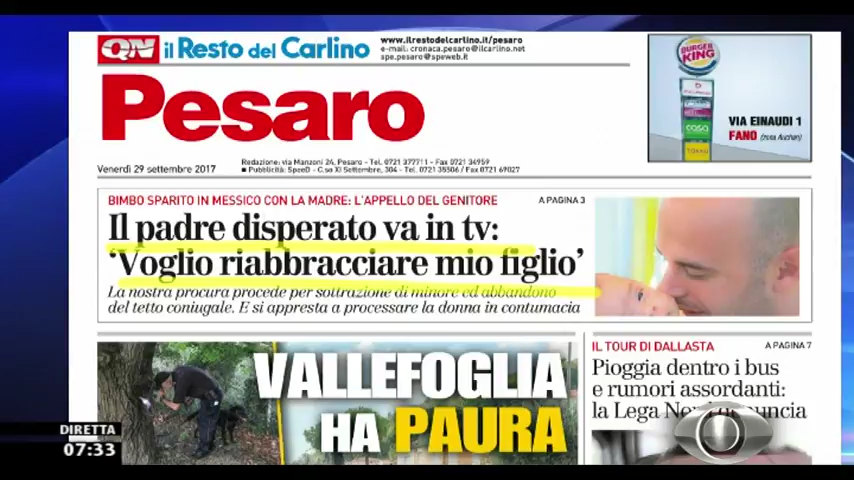 QN il Resto del Carlino
www.ilrestodelcarlino.it/pesaro
e-mail: cronaca.pesaro@ilcarlino.net
spe.pesaro@speweb.it
Pesaro
Venerdì 29 settembre 2017
Redazione: via Manzoni 24, Pesaro - Tel. 0721 377711 - Fax 0721 34959
■ Pubblicità: SpeeD - C.so XI Settembre, 304 - Tel. 0721 35506 / Fax 0721 69027
BURGER
KING
VIA EINAUDI 1
FANO (zona Auchan)
BIMBO SPARITO IN MESSICO CON LA MADRE: L'APPELLO DEL GENITORE
A PAGINA 3
Il padre disperato va in tv:
‘Voglio riabbracciare mio figlio’
La nostra procura procede per sottrazione di minore ed abbandono
del tetto coniugale. E si appresta a processare la donna in contumacia
VALLEFOGLIA
HA PAURA
IL TOUR DI DALLASTA
A PAGINA 7
Pioggia dentro i bus
e rumori assordanti:
la Lega
DIRETTA
07:33